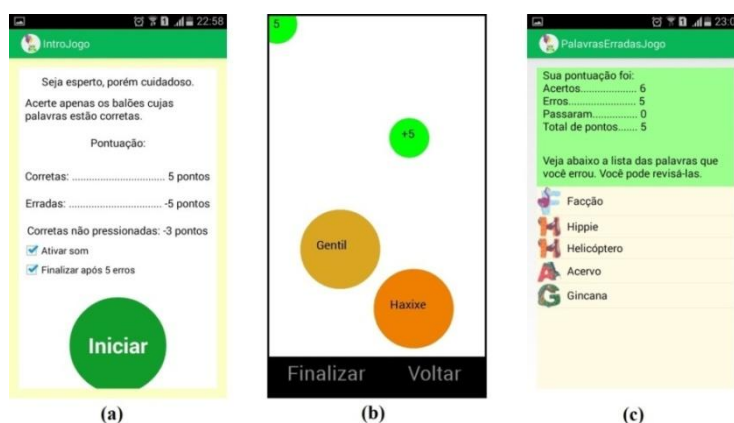 22:58
IntroJogo
Seja esperto, porém cuidadoso.
Acerte apenas os balões cujas
palavras estão corretas.
Pontuação:
Corretas: ................................ 5 pontos
Erradas: ................................ -5 pontos
Corretas não pressionadas: -3 pontos
Ativar som
Finalizar após 5 erros
Iniciar
(a)
5
+5
Gentil
Haxixe
Finalizar
Voltar
(b)
23:0
PalavrasErradasJogo
Sua pontuação foi:
Acertos.................... 6
Erros........................ 5
Passaram................ 0
Total de pontos....... 5
Veja abaixo a lista das palavras que
você errou. Você pode revisá-las.
F Facção
H Hippie
H Helicóptero
A Acervo
G Gincana
(c)